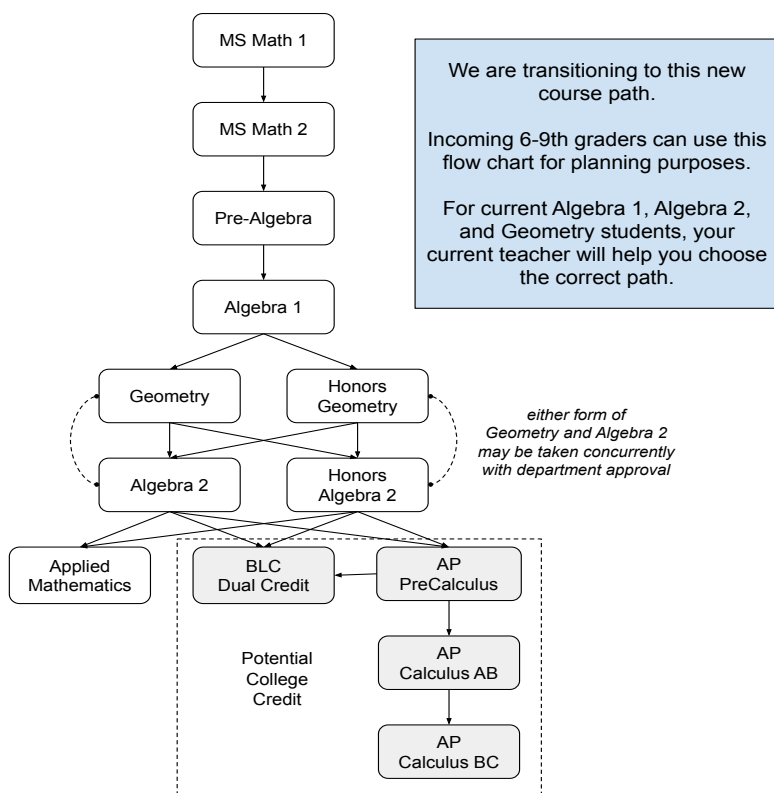 MS Math 1
We are transitioning to this new
course path.
Incoming 6-9th graders can use this
flow chart for planning purposes.
For current Algebra 1, Algebra 2,
and Geometry students, your
current teacher will help you choose
the correct path.
MS Math 2
Pre-Algebra
Algebra 1
Geometry
Honors
Geometry
either form of
Geometry and Algebra 2
may be taken concurrently
with department approval
Algebra 2
Honors
Algebra 2
Applied
Mathematics
BLC
Dual Credit
AP
PreCalculus
Potential
College
Credit
AP
Calculus AB
AP
Calculus BC